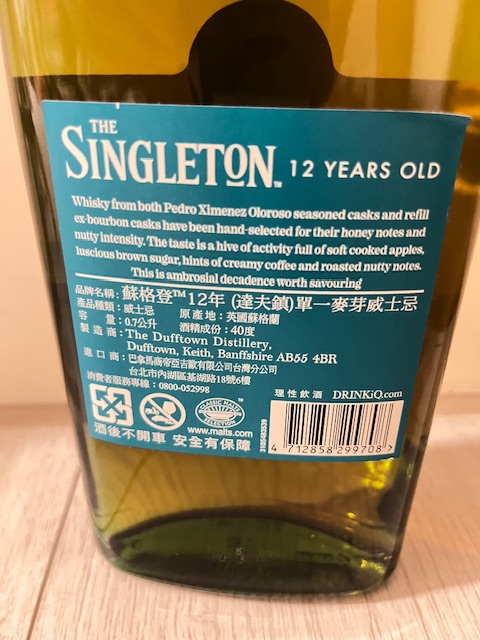 THE
SINGLETON™ 12 YEARS OLD
Whisky from both Pedro Ximenez Oloroso seasoned casks and refill
ex-bourbon casks have been hand-selected for their honey notes and
nutty intensity. The taste is a hive of activity full of soft cooked apples,
luscious brown sugar, hints of creamy coffee and roasted nutty notes.
This is ambrosial decadence worth savouring
品牌名稱: 蘇格登™12年 (達夫鎮)單一麥芽威士忌
產品種類: 威士忌 原產地: 英國蘇格蘭
容量: 0.7公升 酒精成份: 40度
製造商: The Dufftown Distillery,
Dufftown, Keith, Banffshire AB55 4BR
進口商: 巴拿馬商帝亞吉歐有限公司台灣分公司
台北市內湖區基湖路18號6樓
消費者服務專線: 0800-052998
理性飲酒 DRINKiQ.com
CLASSIC MALTS
SELECTION
™
www.malts.com
酒後不開車 安全有保障
4 712858 299708 >